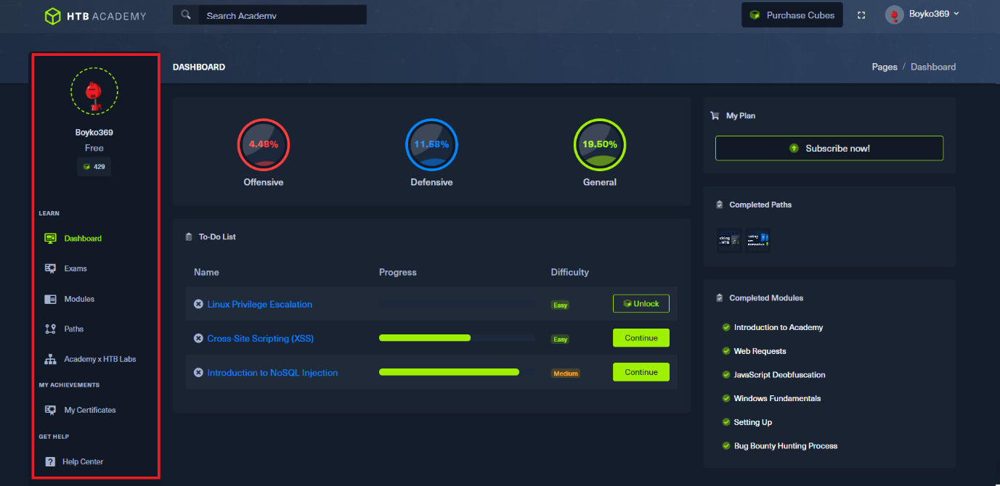 HTB ACADEMY
Search Academy
Purchase Cubes
Boyko369
Boyko369
Free
429
LEARN
Dashboard
Exams
Modules
Paths
Academy x HTB Labs
MY ACHIEVEMENTS
My Certificates
GET HELP
? Help Center
DASHBOARD
Pages / Dashboard
4.48%
11.58%
19.50%
Offensive
Defensive
General
To-Do List
Name Progress Difficulty
Linux Privilege Escalation Easy Unlock
Cross-Site Scripting (XSS) Easy Continue
Introduction to NoSQL Injection Medium Continue
My Plan
Subscribe now!
Completed Paths
Completed Modules
Introduction to Academy
Web Requests
JavaScript Deobfuscation
Windows Fundamentals
Setting Up
Bug Bounty Hunting Process